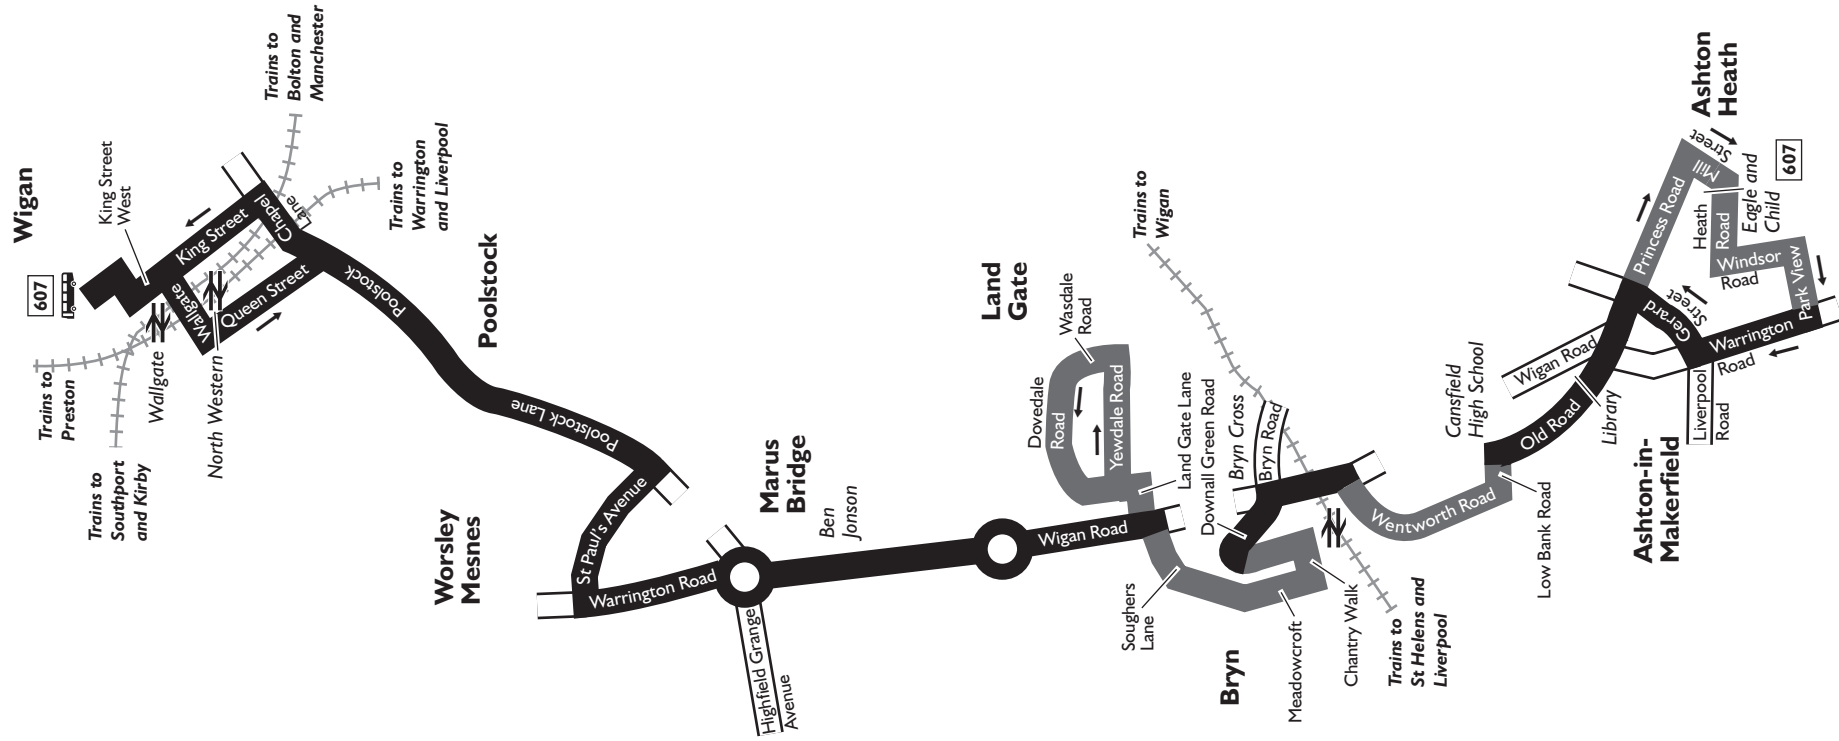 Wigan
607
King Street
West
King Street
Chapel
Lane
Wallgate
Queen Street
Wallgate
North Western
Trains to
Preston
Trains to
Southport
and Kirby
Trains to
Bolton and
Manchester
Trains to
Warrington
and Liverpool
Poolstock
Poolstock
Poolstock Lane
Worsley
Mesnes
St Paul's Avenue
Warrington Road
Highfield Grange
Avenue
Marus
Bridge
Ben
Jonson
Wigan Road
Land
Gate
Wasdale
Road
Dovedale
Road
Yewdale Road
Land Gate Lane
Downall Green Road
Bryn Cross
Bryn Road
Trains to
Wigan
Soughers
Lane
Bryn
Meadowcroft
Chantry Walk
Trains to
St Helens and
Liverpool
Wentworth Road
Low Bank Road
Cansfield
High School
Old Road
Library
Wigan Road
Ashton-in-
Makerfield
Liverpool
Road
Gerard
Street
Warrington
Road
Princess Road
Mill
Street
Ashton
Heath
Heath
Road
Eagle and
Child
607
Windsor
Road
Park View